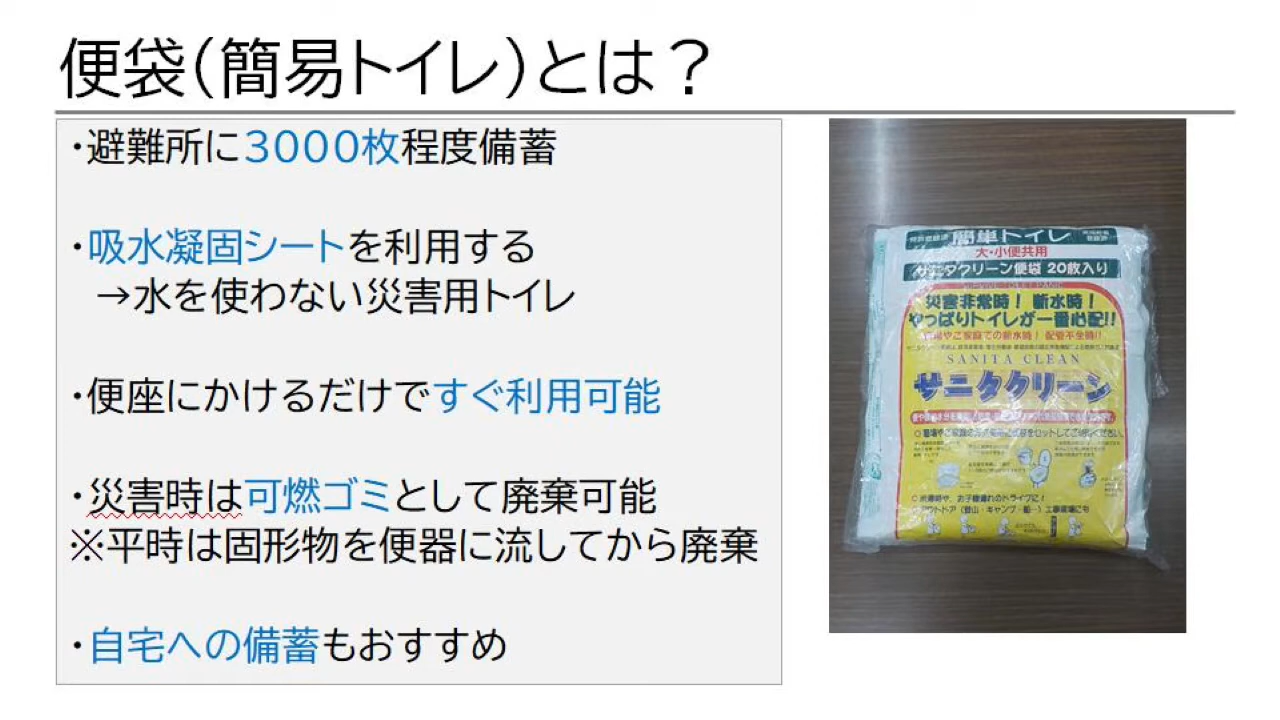 便袋(簡易トイレ)とは？
・避難所に3000枚程度備蓄
・吸水凝固シートを利用する
→水を使わない災害用トイレ
・便座にかけるだけですぐ利用可能
・災害時は可燃ゴミとして廃棄可能
※平時は固形物を便器に流してから廃棄
・自宅への備蓄もおすすめ
簡単トイレ
大・小便共用
サニタクリーン便袋 20枚入り
災害非常時！ 断水時！
やっぱりトイレが一番心配!!
SANITA CLEAN
サニタクリーン